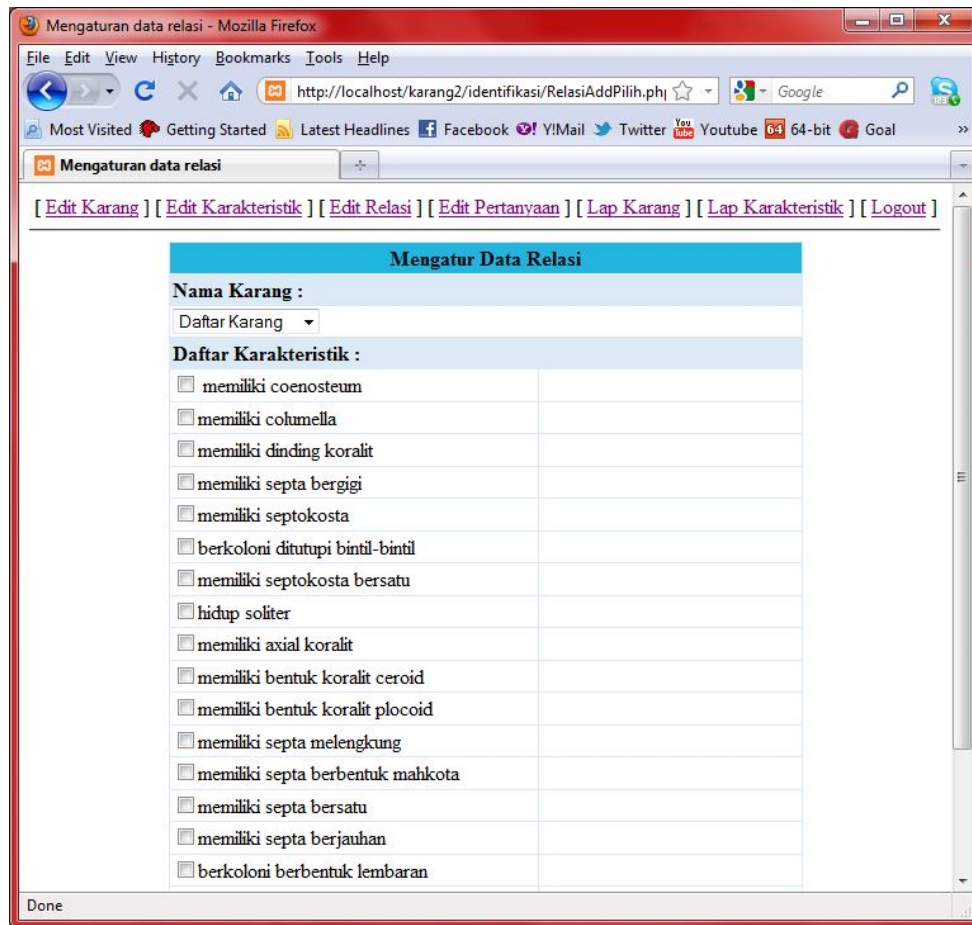 Mengaturan data relasi - Mozilla Firefox
File Edit View History Bookmarks Tools Help
http://localhost/karang2/identifikasi/RelasiAddPilih.ph Google
Most Visited Getting Started Latest Headlines Facebook Y!Mail Twitter Youtube 64-bit Goal »
Mengaturan data relasi
[ Edit Karang ] [ Edit Karakteristik ] [ Edit Relasi ] [ Edit Pertanyaan ] [ Lap Karang ] [ Lap Karakteristik ] [ Logout ]
Mengatur Data Relasi
Nama Karang :
Daftar Karang
Daftar Karakteristik :
memiliki coenosteum
memiliki columella
memiliki dinding koralit
memiliki septa bergigi
memiliki septokosta
berkoloni ditutupi bintil-bintil
memiliki septokosta bersatu
hidup soliter
memiliki axial koralit
memiliki bentuk koralit ceroid
memiliki bentuk koralit plocoid
memiliki septa melengkung
memiliki septa berbentuk mahkota
memiliki septa bersatu
memiliki septa berjauhan
berkoloni berbentuk lembaran
Done